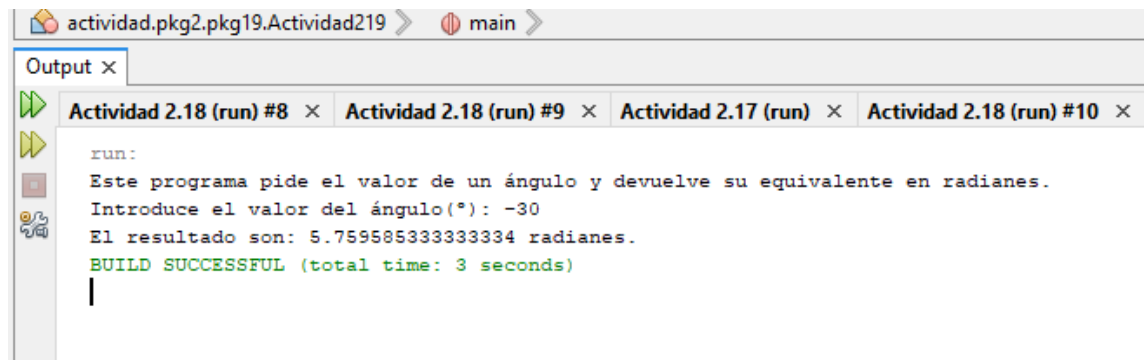 actividad.pkg2.pkg19.Actividad219 main
Output ×
Actividad 2.18 (run) #8 × Actividad 2.18 (run) #9 × Actividad 2.17 (run) × Actividad 2.18 (run) #10 ×
run:
Este programa pide el valor de un ángulo y devuelve su equivalente en radianes.
Introduce el valor del ángulo(°): -30
El resultado son: 5.759585333333334 radianes.
BUILD SUCCESSFUL (total time: 3 seconds)